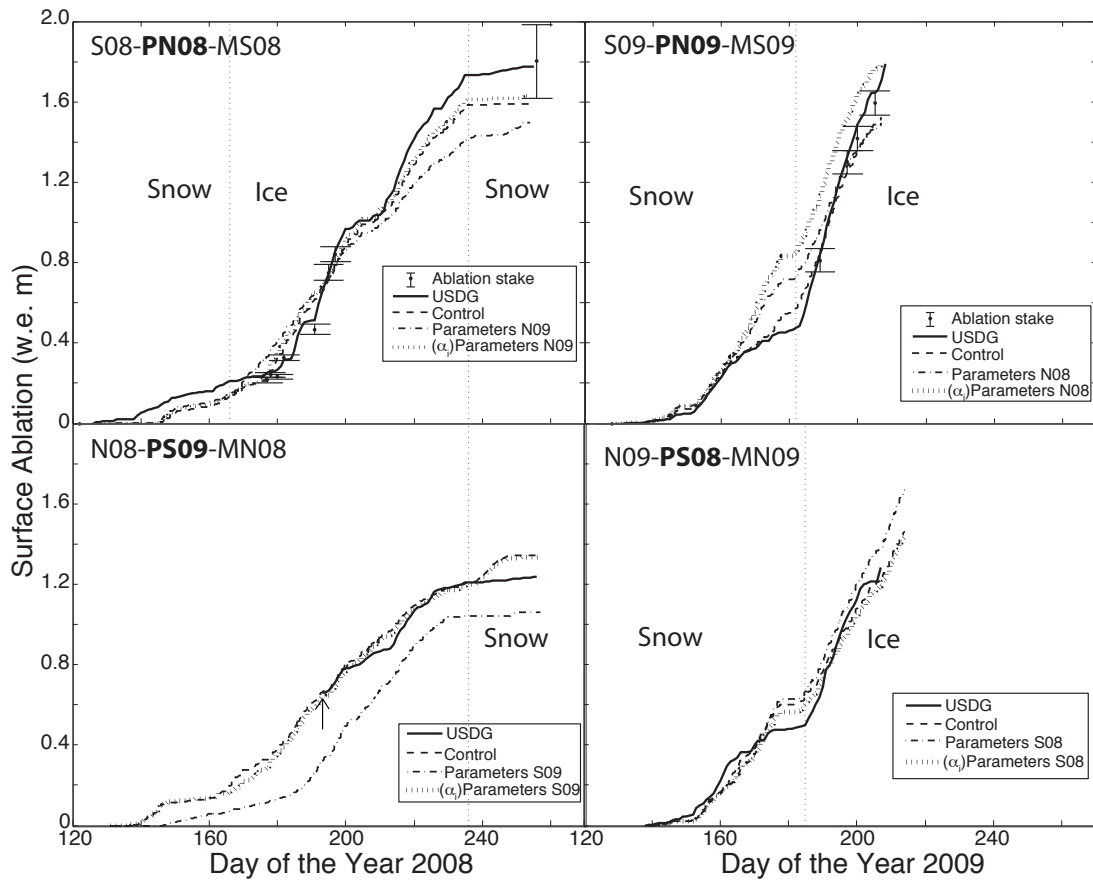 Surface Ablation (w.e. m)
2.0
1.6
1.2
0.8
0.4
0
S08-PN08-MS08
Snow
Ice
Snow
Ablation stake
USDG
Control
Parameters N09
(αi)Parameters N09
S09-PN09-MS09
Snow
Ice
Ablation stake
USDG
Control
Parameters N08
(αi)Parameters N08
1.6
1.2
0.8
0.4
0
N08-PS09-MN08
Snow
USDG
Control
Parameters S09
(αi)Parameters S09
120 160 200 240
Day of the Year 2008
N09-PS08-MN09
Snow
Ice
USDG
Control
Parameters S08
(αi)Parameters S08
120 160 200 240
Day of the Year 2009